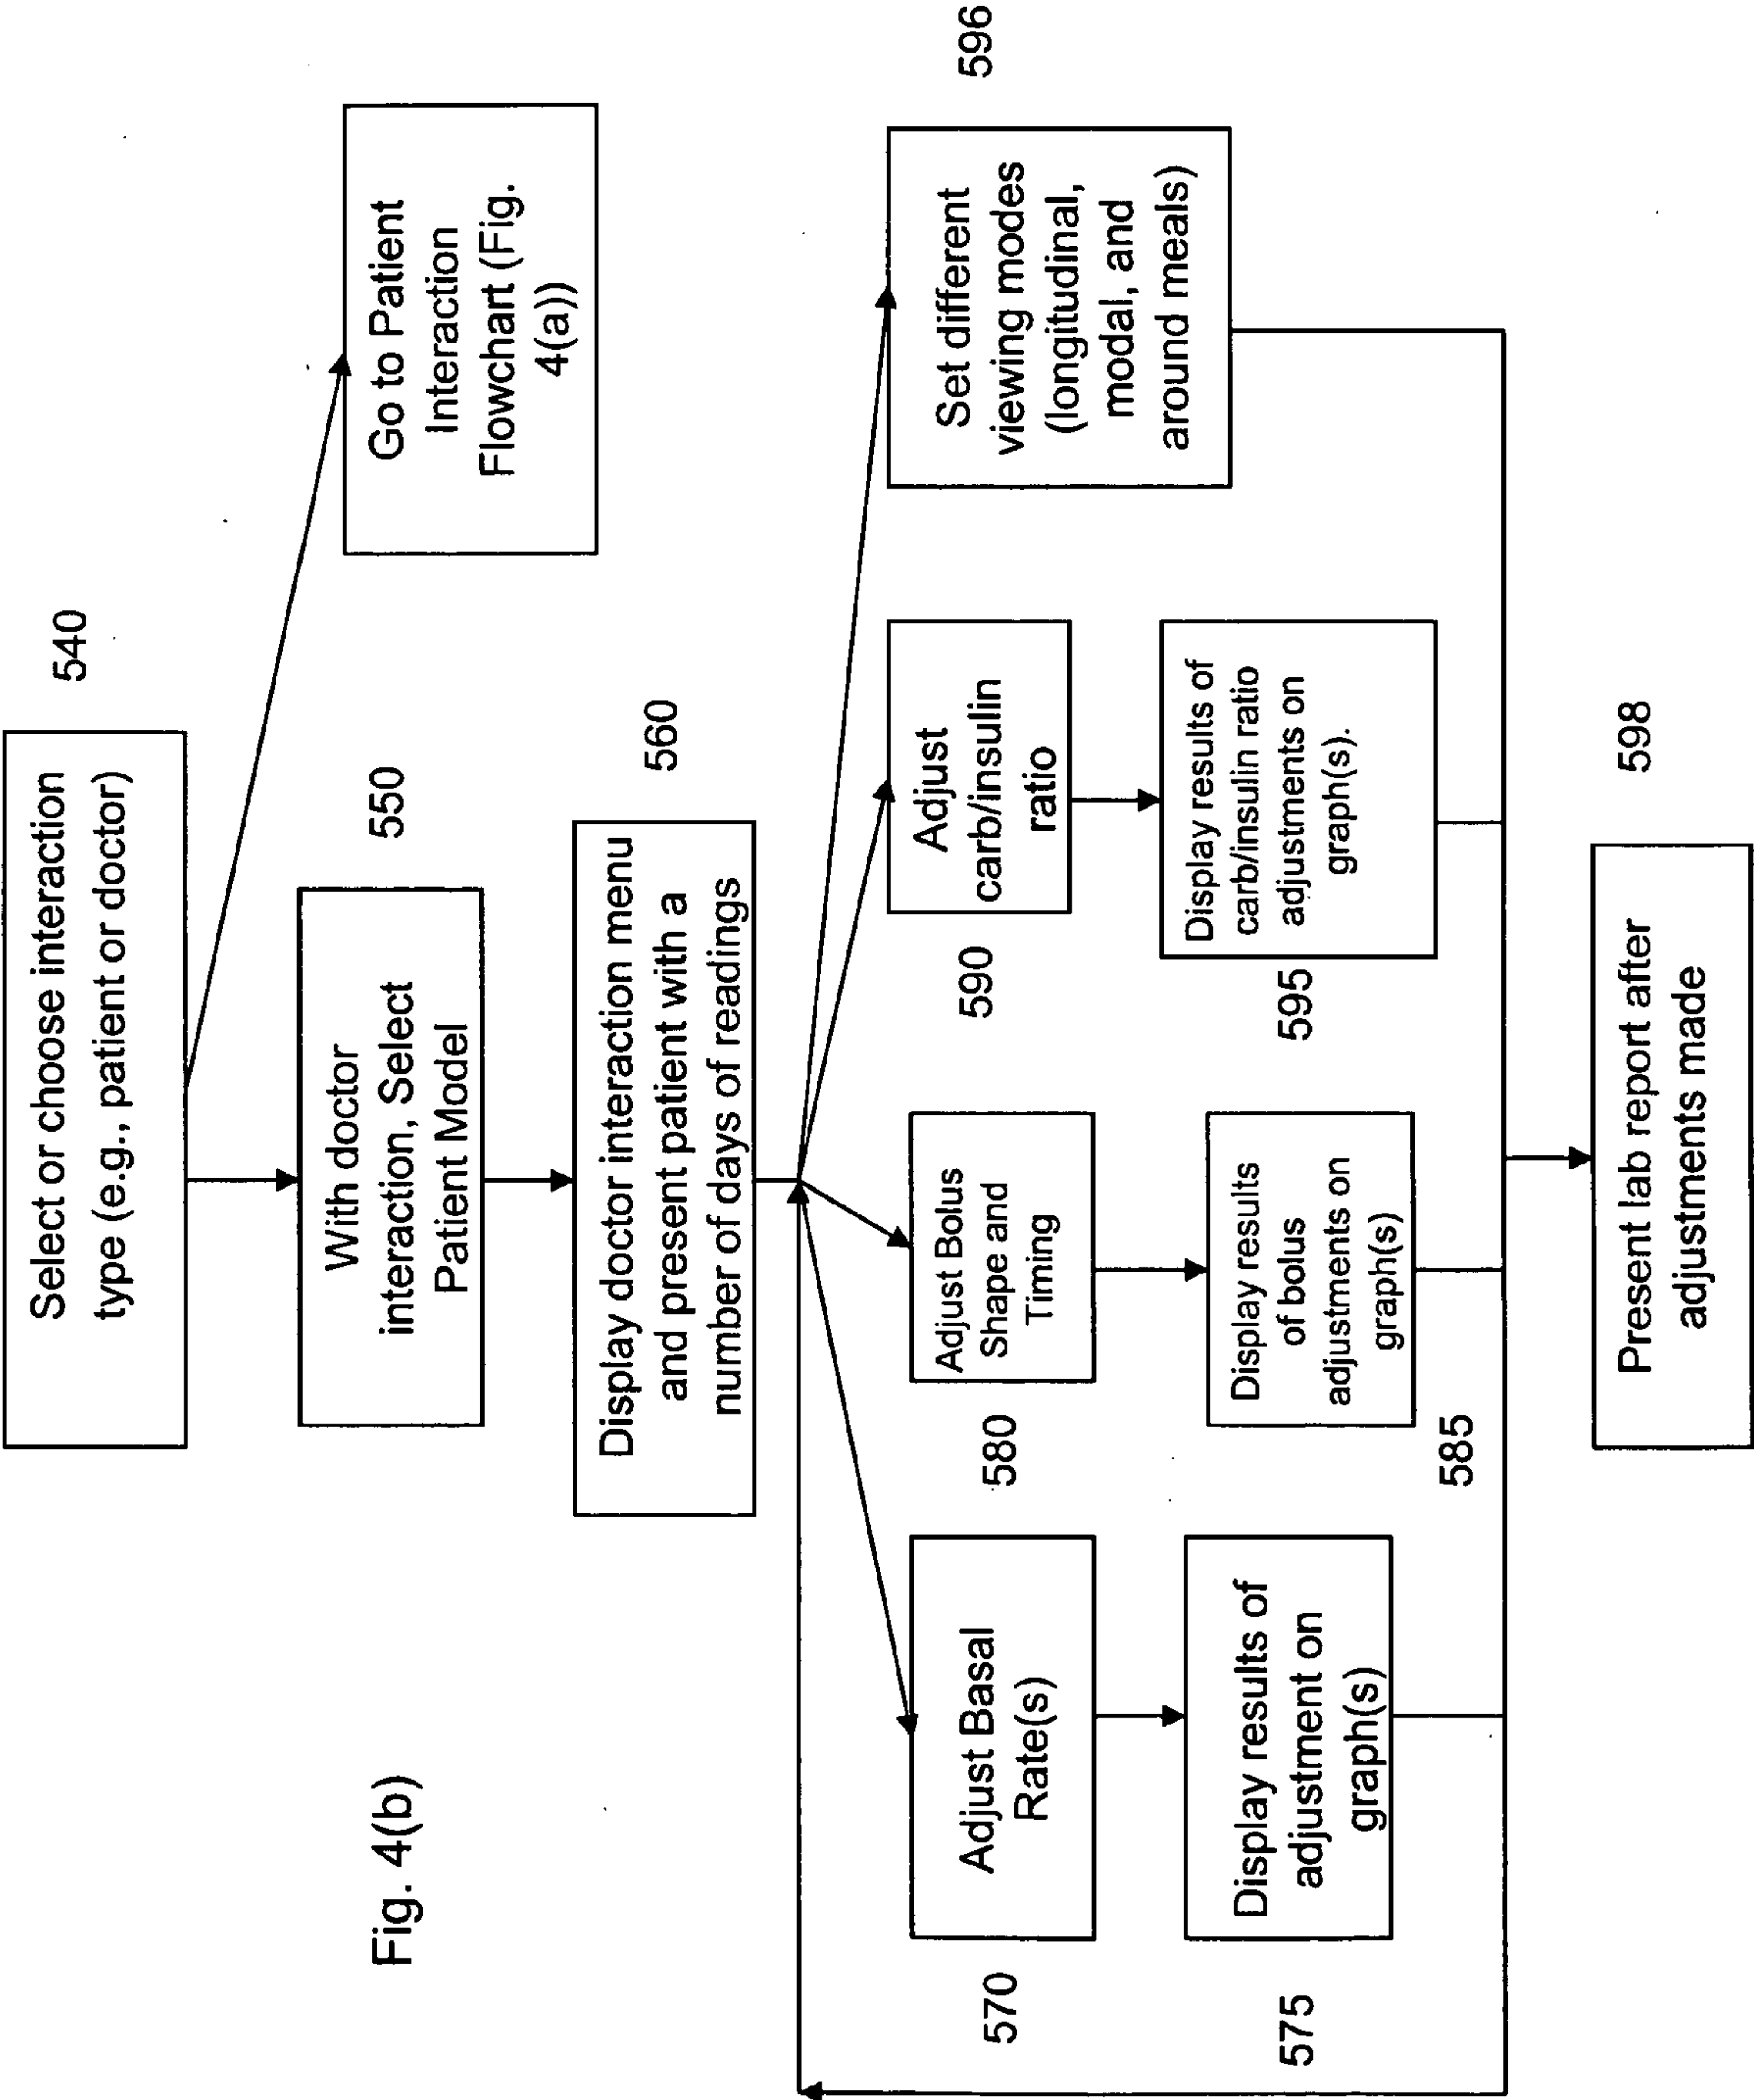 Fig. 4(b)
Select or choose interaction
type (e.g., patient or doctor)
540
Go to Patient
Interaction
Flowchart (Fig.
4(a))
With doctor
interaction, Select
Patient Model
550
Display doctor interaction menu
and present patient with a
number of days of readings
560
570
Adjust Basal
Rate(s)
580
Adjust Bolus
Shape and
Timing
590
Adjust
carb/insulin
ratio
Set different
viewing modes
(longitudinal,
modal, and
around meals)
596
575
Display results of
adjustment on
graph(s)
585
Display results
of bolus
adjustments on
graph(s)
595
Display results of
carb/insulin ratio
adjustments on
graph(s).
Present lab report after
adjustments made
598